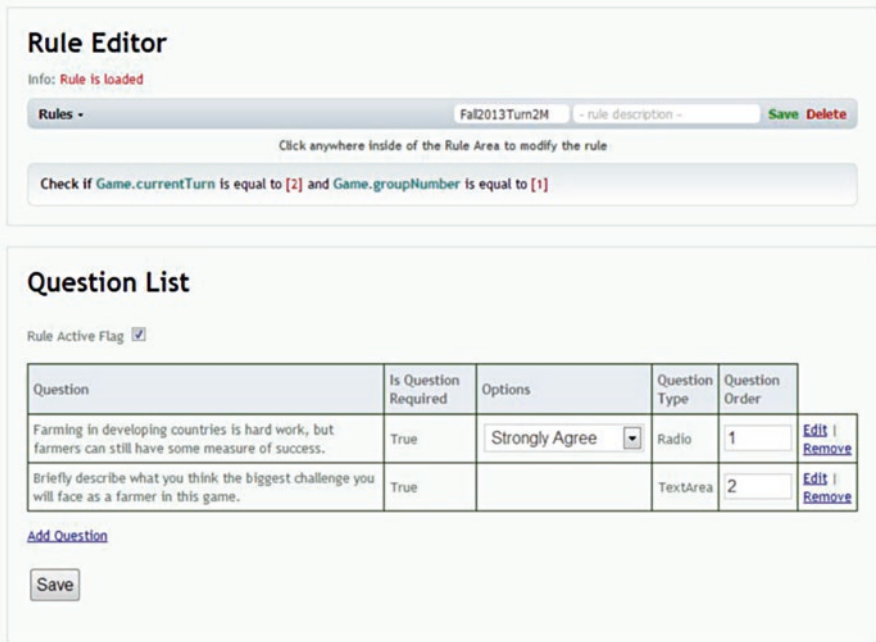 Rule Editor
Info: Rule is loaded
Rules
Fall2013Turn2M
- rule description -
Save Delete
Click anywhere inside of the Rule Area to modify the rule
Check if Game.currentTurn is equal to [2] and Game.groupNumber is equal to [1]
Question List
Rule Active Flag
Question
Is Question
Required
Options
Question
Type
Question
Order
Farming in developing countries is hard work, but
farmers can still have some measure of success.
True
Strongly Agree
Radio
1
Edit |
Remove
Briefly describe what you think the biggest challenge you
will face as a farmer in this game.
True
TextArea
2
Edit |
Remove
Add Question
Save